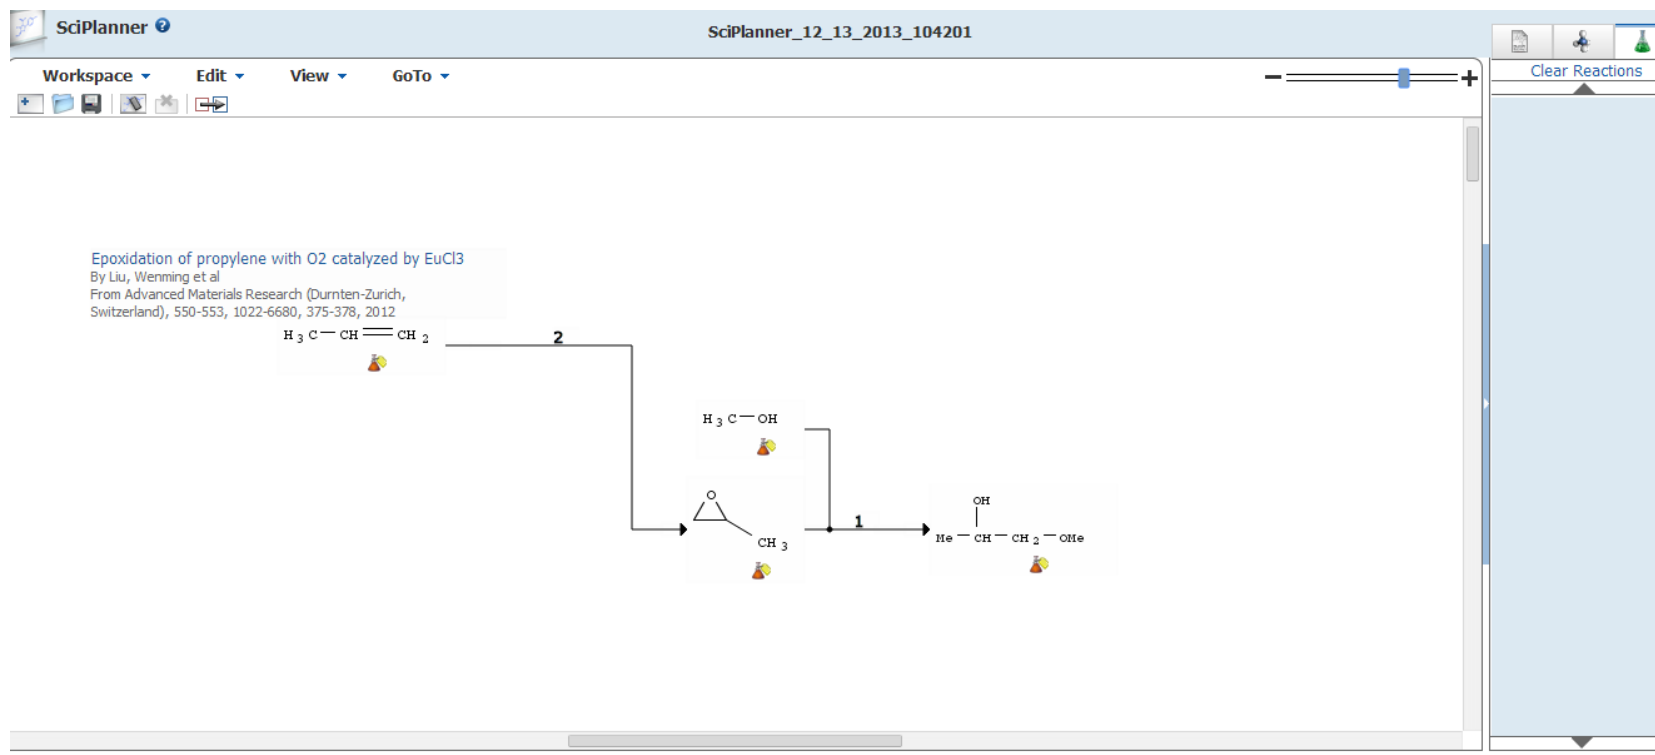 SciPlanner
SciPlanner_12_13_2013_104201
Workspace Edit View GoTo
Clear Reactions
Epoxidation of propylene with O2 catalyzed by EuCl3
By Liu, Wenming et al
From Advanced Materials Research (Durnten-Zurich,
Switzerland), 550-553, 1022-6680, 375-378, 2012
H3C CH CH2
2
H3C OH
O
CH3
1
OH
Me CH CH2 OMe